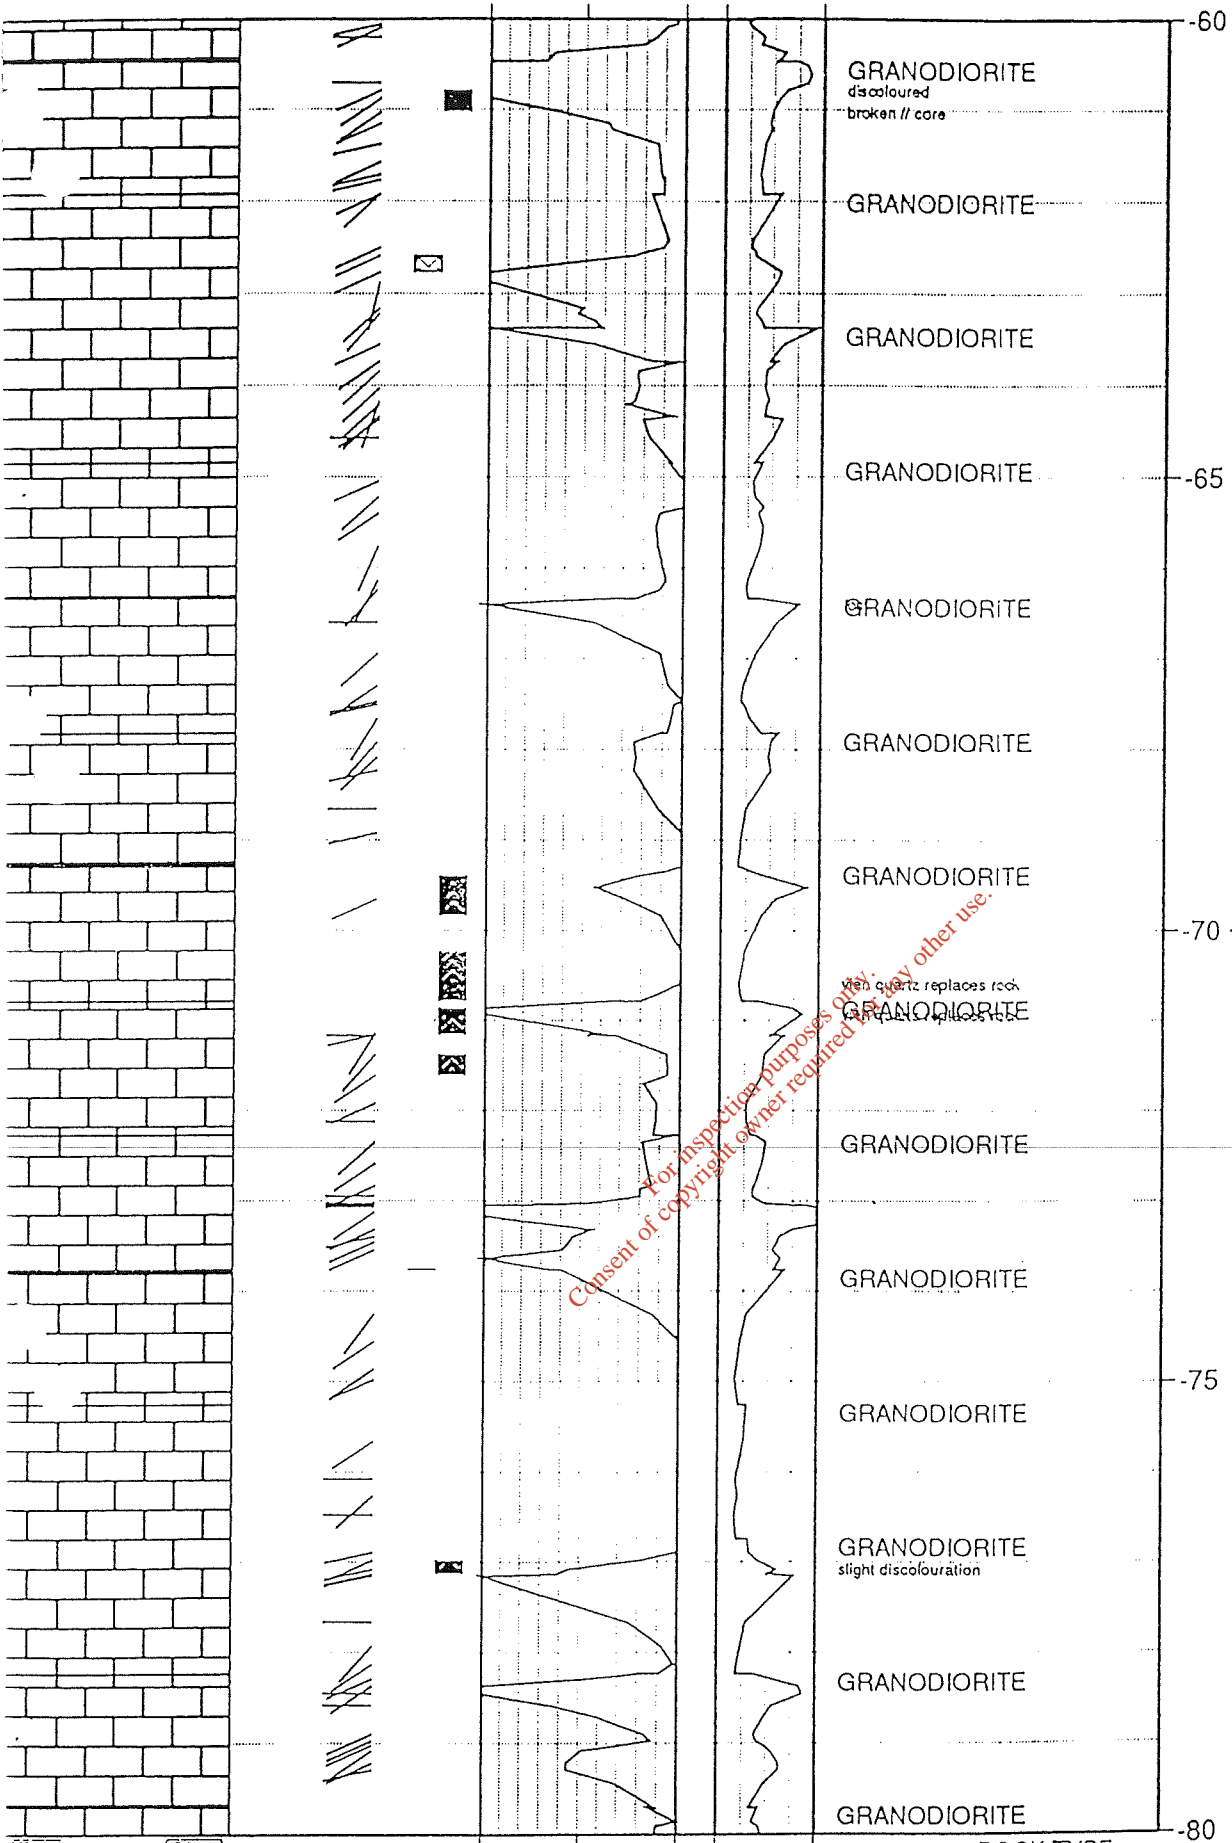 -60
GRANODIORITE
discoloured
broken // core
GRANODIORITE
GRANODIORITE
GRANODIORITE
-65
GRANODIORITE
GRANODIORITE
GRANODIORITE
-70
vien quartz replaces rock
GRANODIORITE
For inspection purposes only.
Consent of copyright owner required for any other use.
GRANODIORITE
GRANODIORITE
-75
GRANODIORITE
GRANODIORITE
slight discolouration
GRANODIORITE
GRANODIORITE
-80